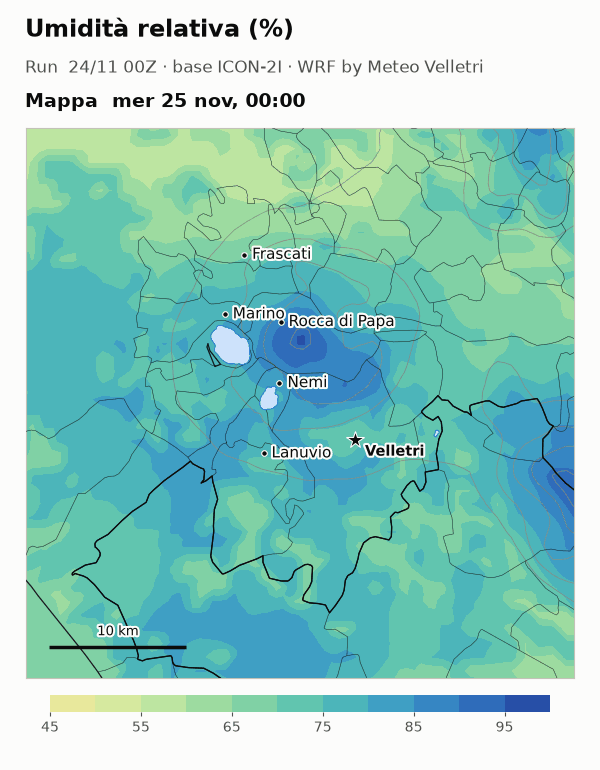 Umidità relativa (%)
Run  24/11 00Z · base ICON-2I · WRF by Meteo Velletri
Mappa  mer 25 nov, 00:00
Frascati
Marino
Rocca di Papa
Nemi
Velletri
Lanuvio
10 km
45 55 65 75 85 95